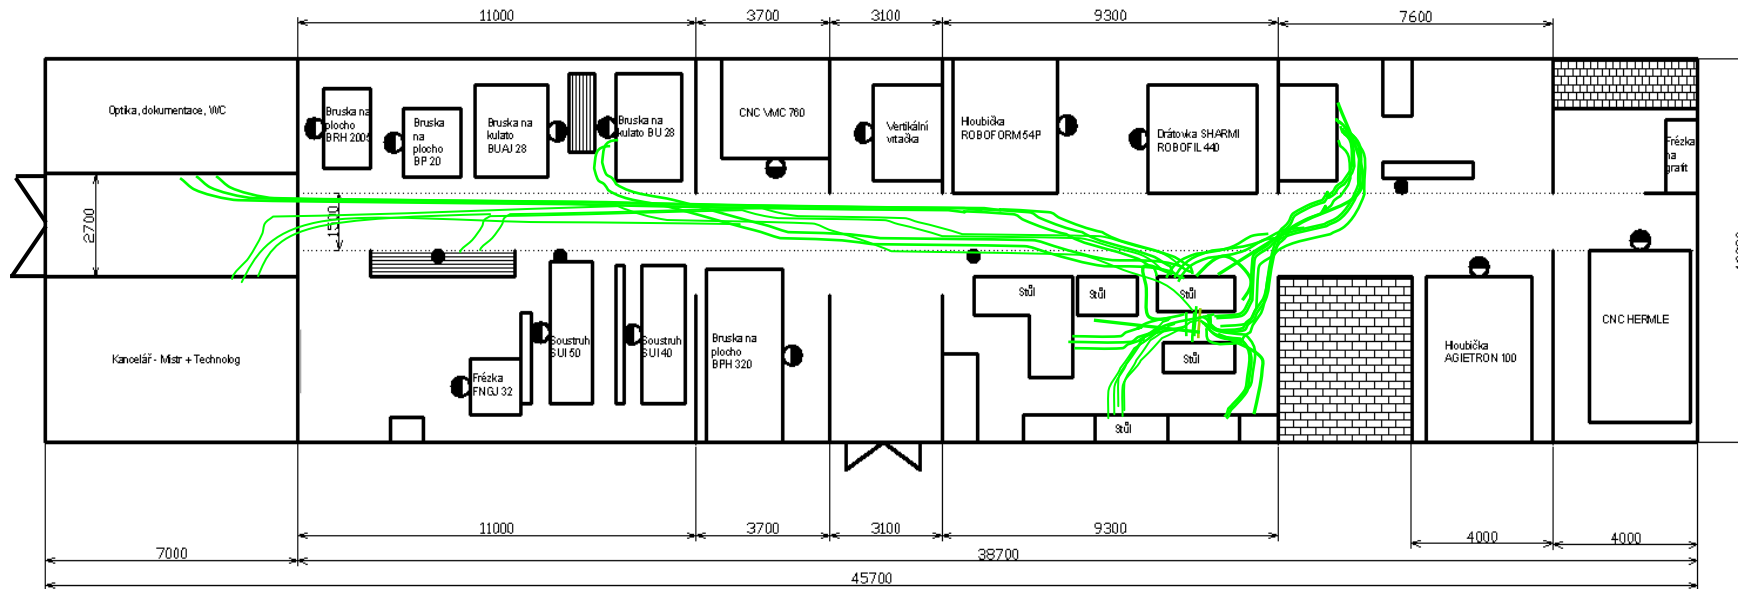 11000
3700
3100
9300
7600
Optika, dokumentace, WC
Bruska na
plocho
BRH 2005
Bruska
na
plocho
BP 20
Bruska na
kulato
BUAJ 28
Bruska na
kulato BU 28
CNC VMC 760
Vertikální
vrtačka
Hloubička
ROBOFORM 54P
Drátovka SHARMI
ROBOFIL 440
Frézka
na
grafit
2700
1500
Kancelář - Mistr + Technolog
Frézka
FNGJ 32
Soustruh
SUI 50
Soustruh
SUI 40
Bruska na
plocho
BPH 320
Stůl
Stůl
Stůl
Stůl
Stůl
Hloubička
AGIETRON 100
CNC HERMLE
11000
3700
3100
9300
4000
4000
7000
38700
45700